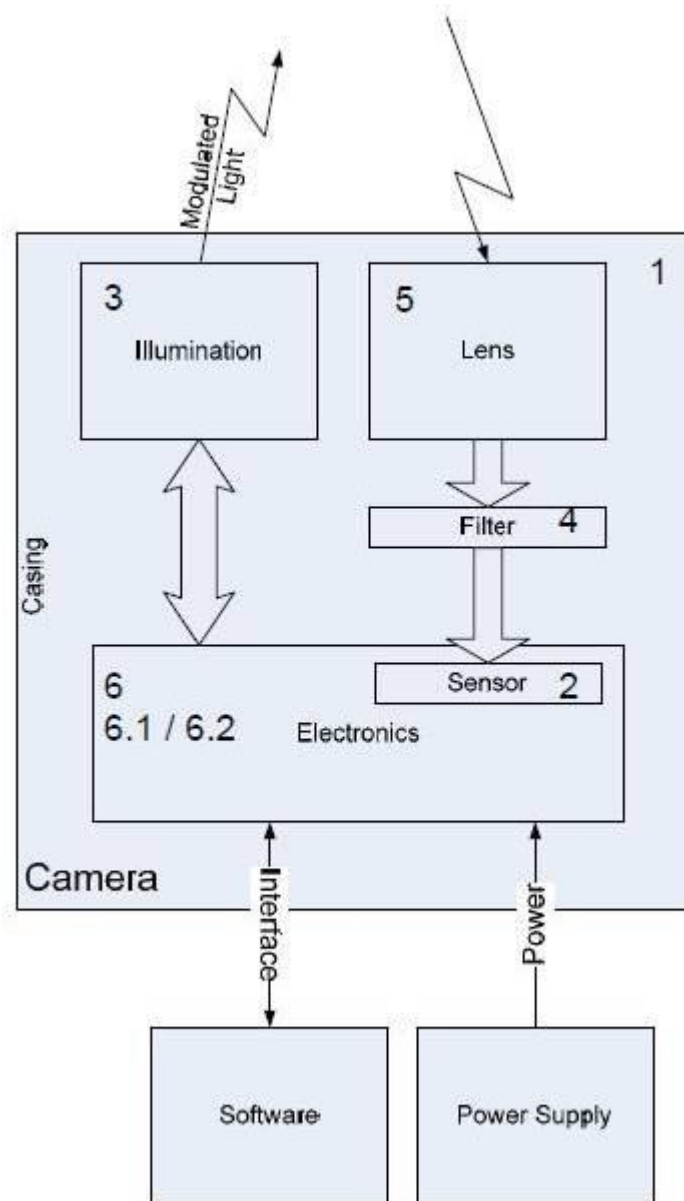 Modulated
Light
1
3
Illumination
5
Lens
Filter
4
Casing
Sensor
2
6
6.1 / 6.2
Electronics
Camera
Interface
Power
Software
Power Supply